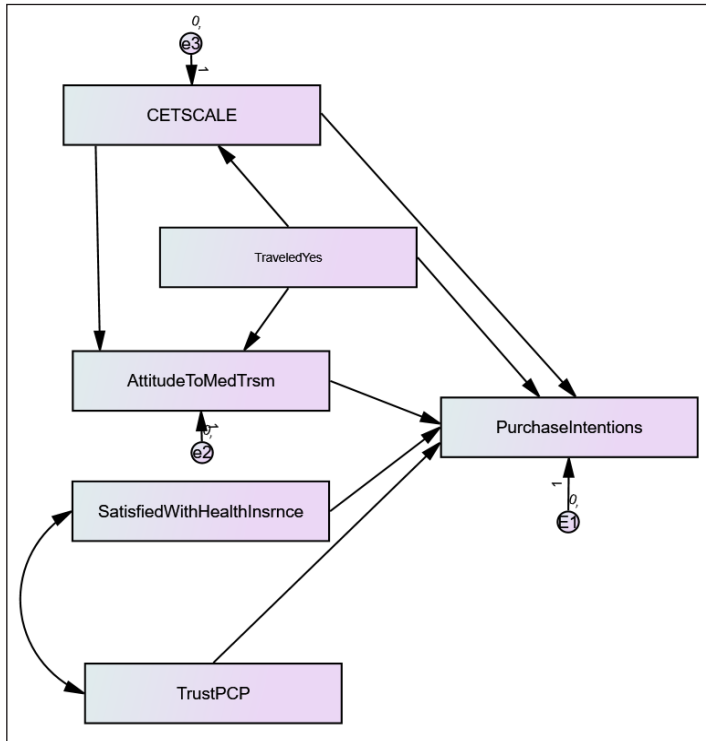 0,
e3
1
CETSCALE
TraveledYes
AttitudeToMedTrsm
1
0,
e2
PurchaseIntentions
SatisfiedWithHealthInsrnce
1
0,
E1
TrustPCP